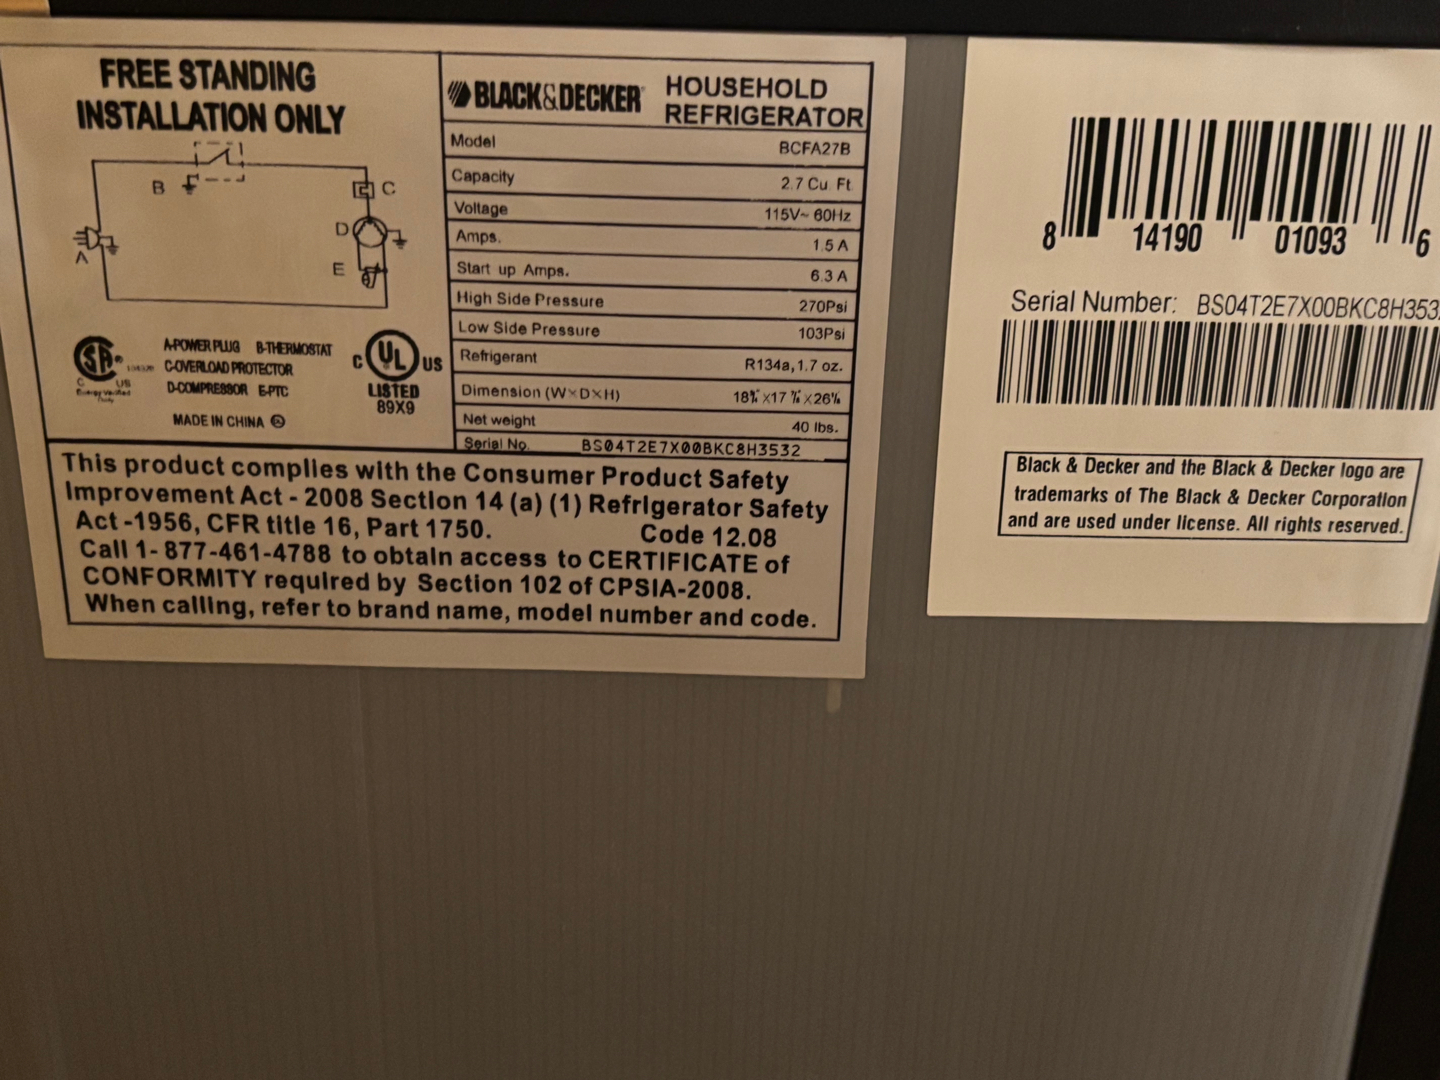 FREE STANDING
INSTALLATION ONLY
A
B
C
D
E
A-POWER PLUG B-THERMOSTAT
C-OVERLOAD PROTECTOR
D-COMPRESSOR E-PTC
MADE IN CHINA
SA
C US
Energy Verified
C UL US
LISTED
89X9
BLACK&DECKER HOUSEHOLD
REFRIGERATOR
Model BCFA27B
Capacity 2.7 Cu. Ft.
Voltage 115V~ 60Hz
Amps. 1.5 A
Start up Amps. 6.3 A
High Side Pressure 270Psi
Low Side Pressure 103Psi
Refrigerant R134a, 1.7 oz.
Dimension (W×D×H)
Net weight 40 lbs.
Serial No. BS04T2E7X00BKC8H3532
This product complies with the Consumer Product Safety
Improvement Act - 2008 Section 14 (a) (1) Refrigerator Safety
Act -1956, CFR title 16, Part 1750. Code 12.08
Call 1- 877-461-4788 to obtain access to CERTIFICATE of
CONFORMITY required by Section 102 of CPSIA-2008.
When calling, refer to brand name, model number and code.
8 14190 01093 6
Serial Number: BS04T2E7X00BKC8H353
Black & Decker and the Black & Decker logo are
trademarks of The Black & Decker Corporation
and are used under license. All rights reserved.